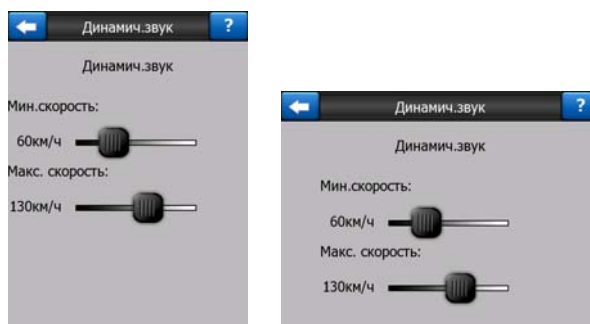 Динамич.звук ?
Динамич.звук
Мин.скорость:
60км/ч
Макс. скорость:
130км/ч
Динамич.звук ?
Динамич.звук
Мин.скорость:
60км/ч
Макс. скорость:
130км/ч